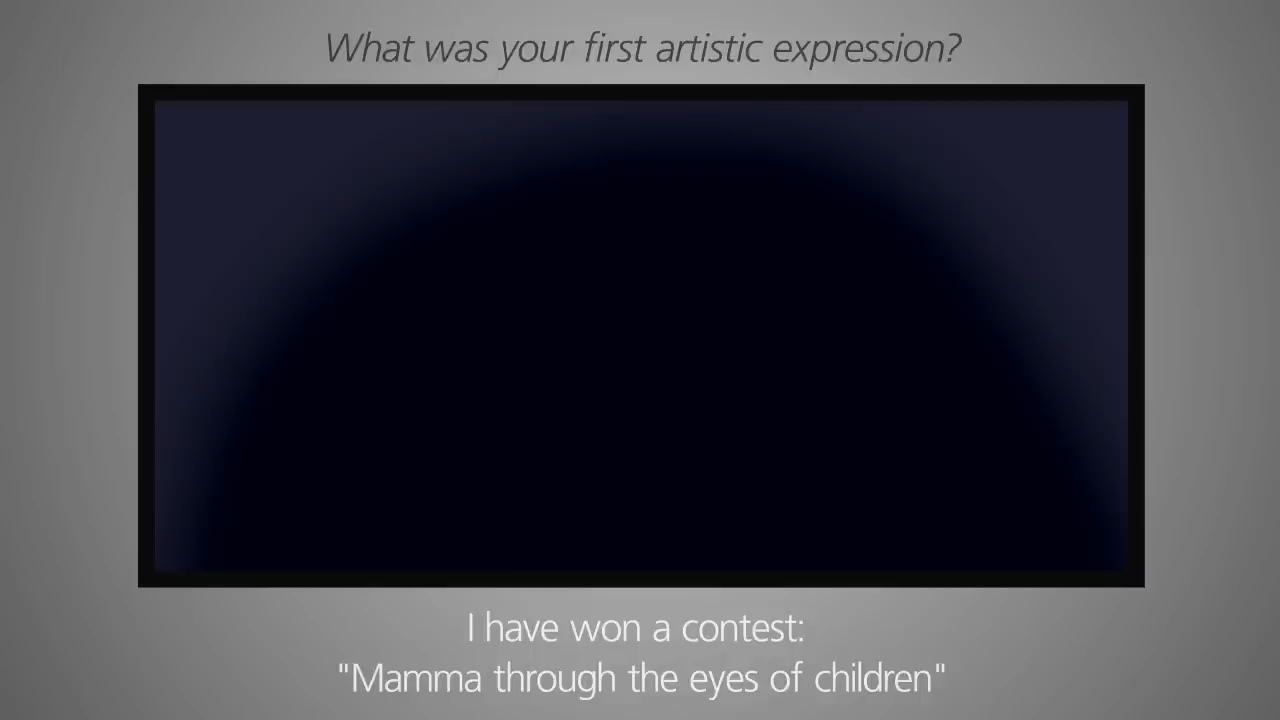 What was your first artistic expression?
I have won a contest:
"Mamma through the eyes of children"